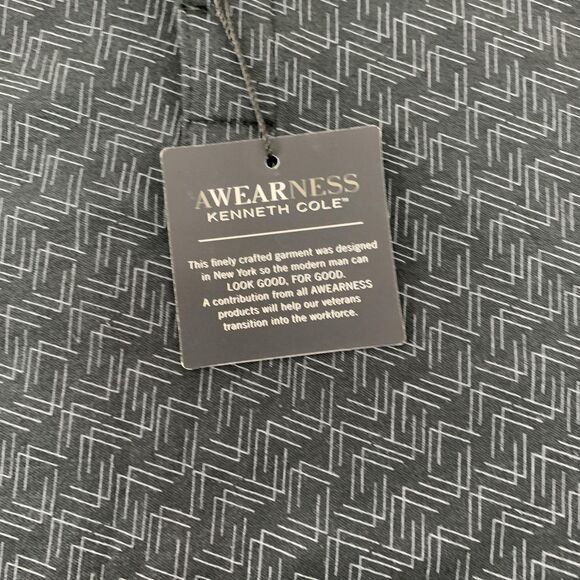 AWEARNESS
KENNETH COLE™
This finely crafted garment was designed
in New York so the modern man can
LOOK GOOD, FOR GOOD.
A contribution from all AWEARNESS
products will help our veterans
transition into the workforce.